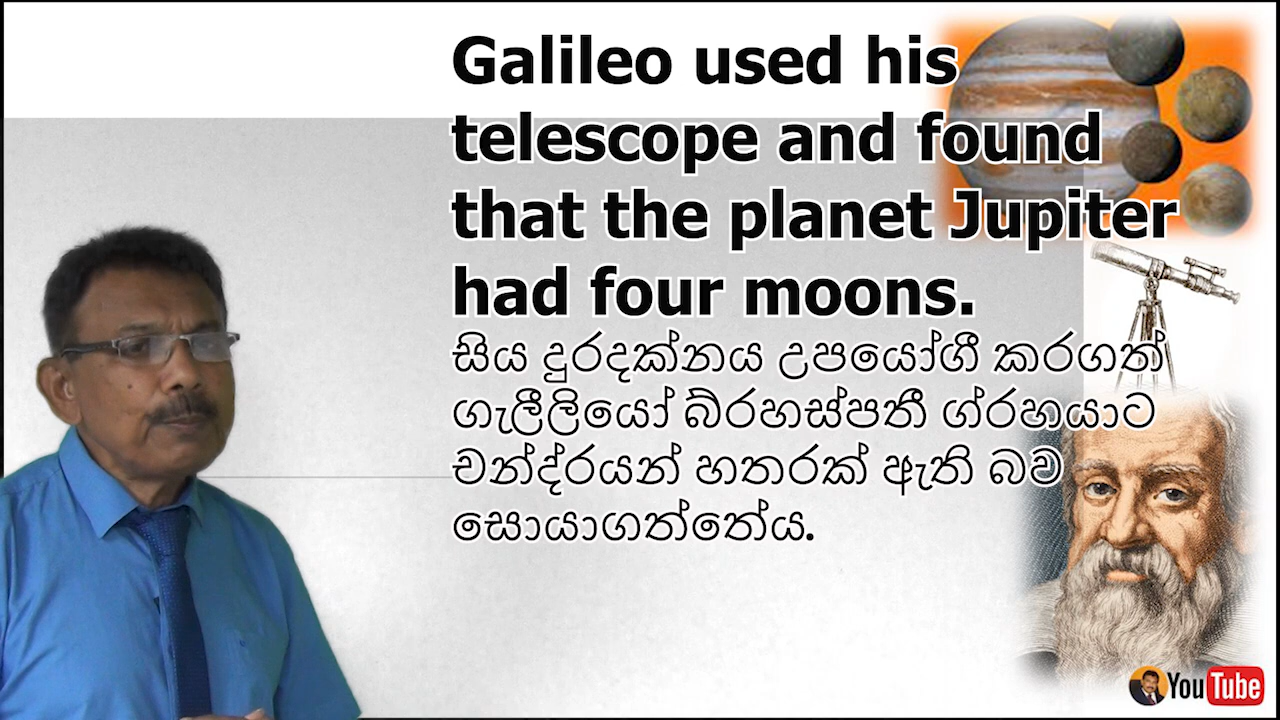 Galileo used his
telescope and found
that the planet Jupiter
had four moons.
සිය දුරදක්නය උපයෝගී කරගත්
ගැලීලියෝ බ්රහස්පතී ග්රහයාට
චන්ද්රයන් හතරක් ඇති බව
සොයාගත්තේය.
YouTube